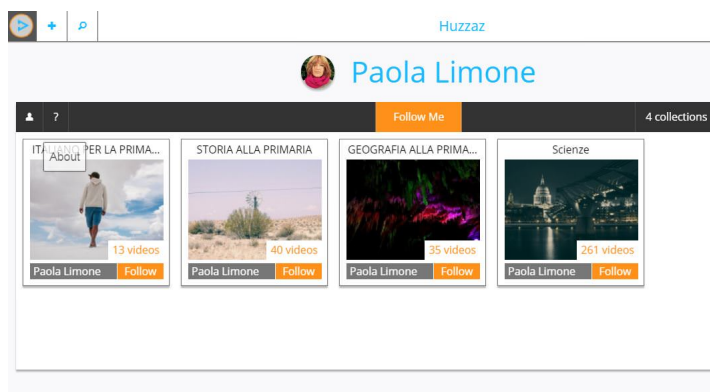 Huzzaz
Paola Limone
?
Follow Me
4 collections
ITALIANO PER LA PRIMA...
About
STORIA ALLA PRIMARIA
GEOGRAFIA ALLA PRIMA...
Scienze
13 videos
40 videos
35 videos
261 videos
Paola Limone
Follow
Paola Limone
Follow
Paola Limone
Follow
Paola Limone
Follow